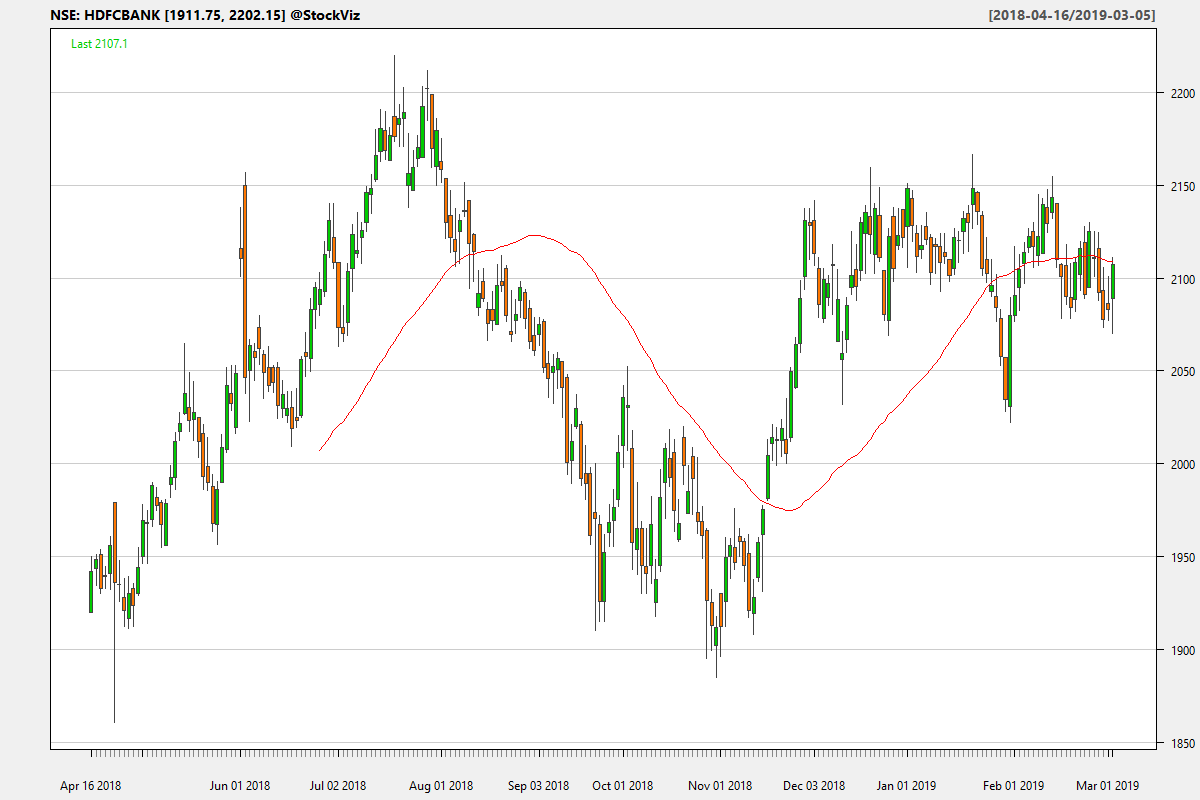 NSE: HDFCBANK [1911.75, 2202.15] @StockViz [2018-04-16/2019-03-05]
Last 2107.1
2200
2150
2100
2050
2000
1950
1900
1850
Apr 16 2018 Jun 01 2018 Jul 02 2018 Aug 01 2018 Sep 03 2018 Oct 01 2018 Nov 01 2018 Dec 03 2018 Jan 01 2019 Feb 01 2019 Mar 01 2019